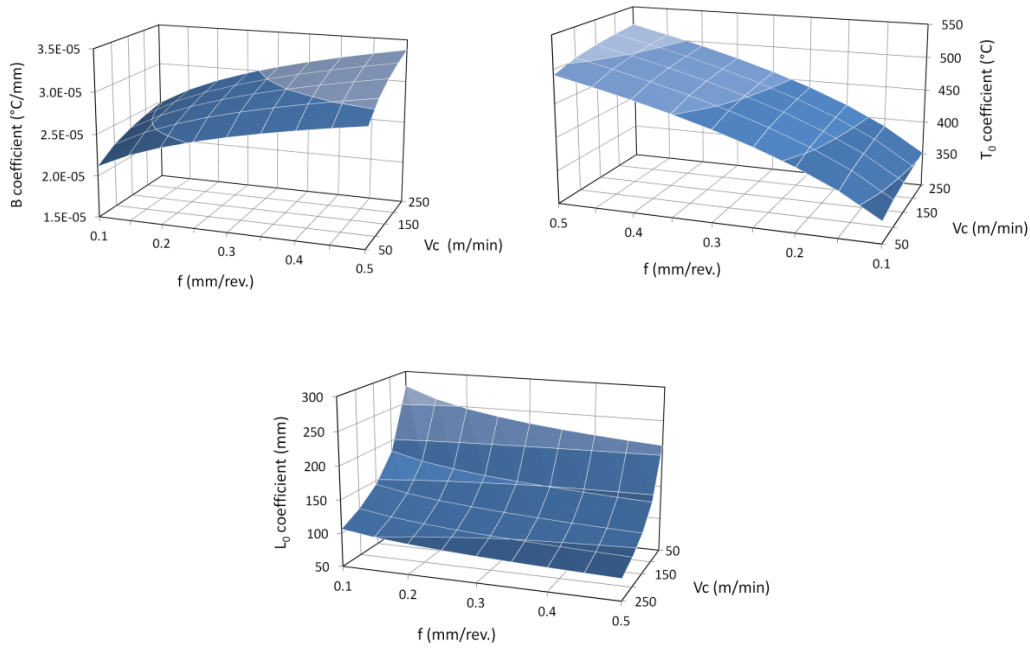 B coefficient (°C/mm)
3.5E-05
3.0E-05
2.5E-05
2.0E-05
1.5E-05
0.1
0.2
0.3
0.4
0.5
f (mm/rev.)
50
150
250
Vc (m/min)
T0 coefficient (°C)
550
500
450
400
350
250
150
50
Vc (m/min)
0.5
0.4
0.3
0.2
0.1
f (mm/rev.)
L0 coefficient (mm)
300
250
200
150
100
50
0.1
0.2
0.3
0.4
0.5
f (mm/rev.)
50
150
250
Vc (m/min)